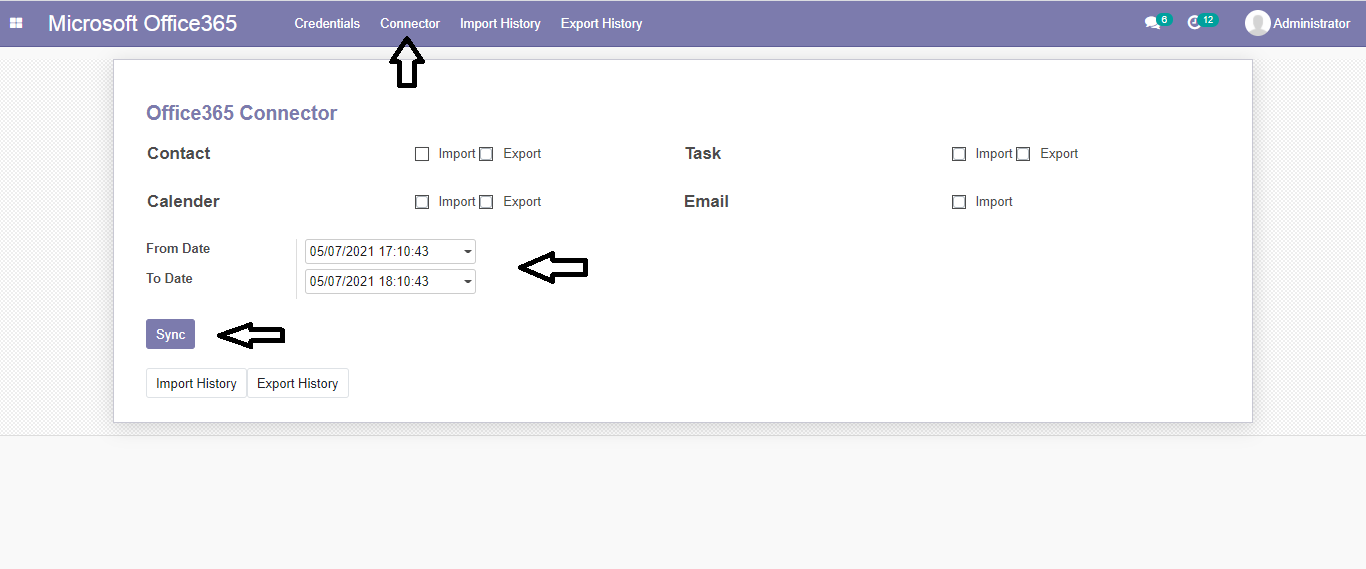 Microsoft Office365 Credentials Connector Import History Export History 6 12 Administrator
Office365 Connector
Contact Import Export Task Import Export
Calender Import Export Email Import
From Date 05/07/2021 17:10:43
To Date 05/07/2021 18:10:43
Sync
Import History Export History